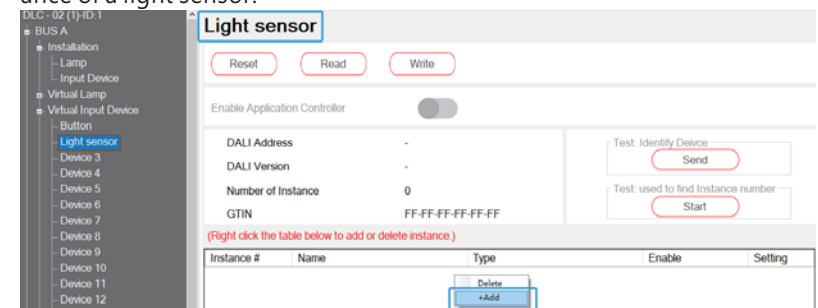 ance of a light sensor.
DLC - 02 (1)-ID:1
BUS A
Installation
Lamp
Input Device
Virtual Lamp
Virtual Input Device
Button
Light sensor
Device 3
Device 4
Device 5
Device 6
Device 7
Device 8
Device 9
Device 10
Device 11
Device 12
Light sensor
Reset Read Write
Enable Application Controller
DALI Address -
DALI Version -
Number of Instance 0
GTIN FF-FF-FF-FF-FF-FF
Test: Identify Deivce
Send
Test: used to find Instance number
Start
(Right click the table below to add or delete instance.)
Instance # Name Type Enable Setting
Delete
+Add